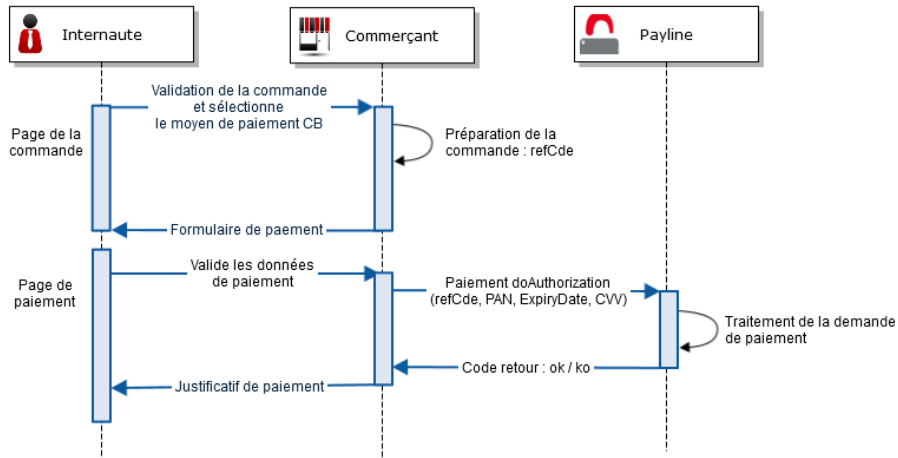 Internaute
Commerçant
Payline
Validation de la commande
et sélectionne
le moyen de paiement CB
Page de la
commande
Préparation de la
commande : refCde
Formulaire de paiement
Valide les données
de paiement
Page de
paiement
Paiement doAuthorization
(refCde, PAN, ExpiryDate, CVV)
Traitement de la demande
de paiement
Code retour : ok / ko
Justificatif de paiement